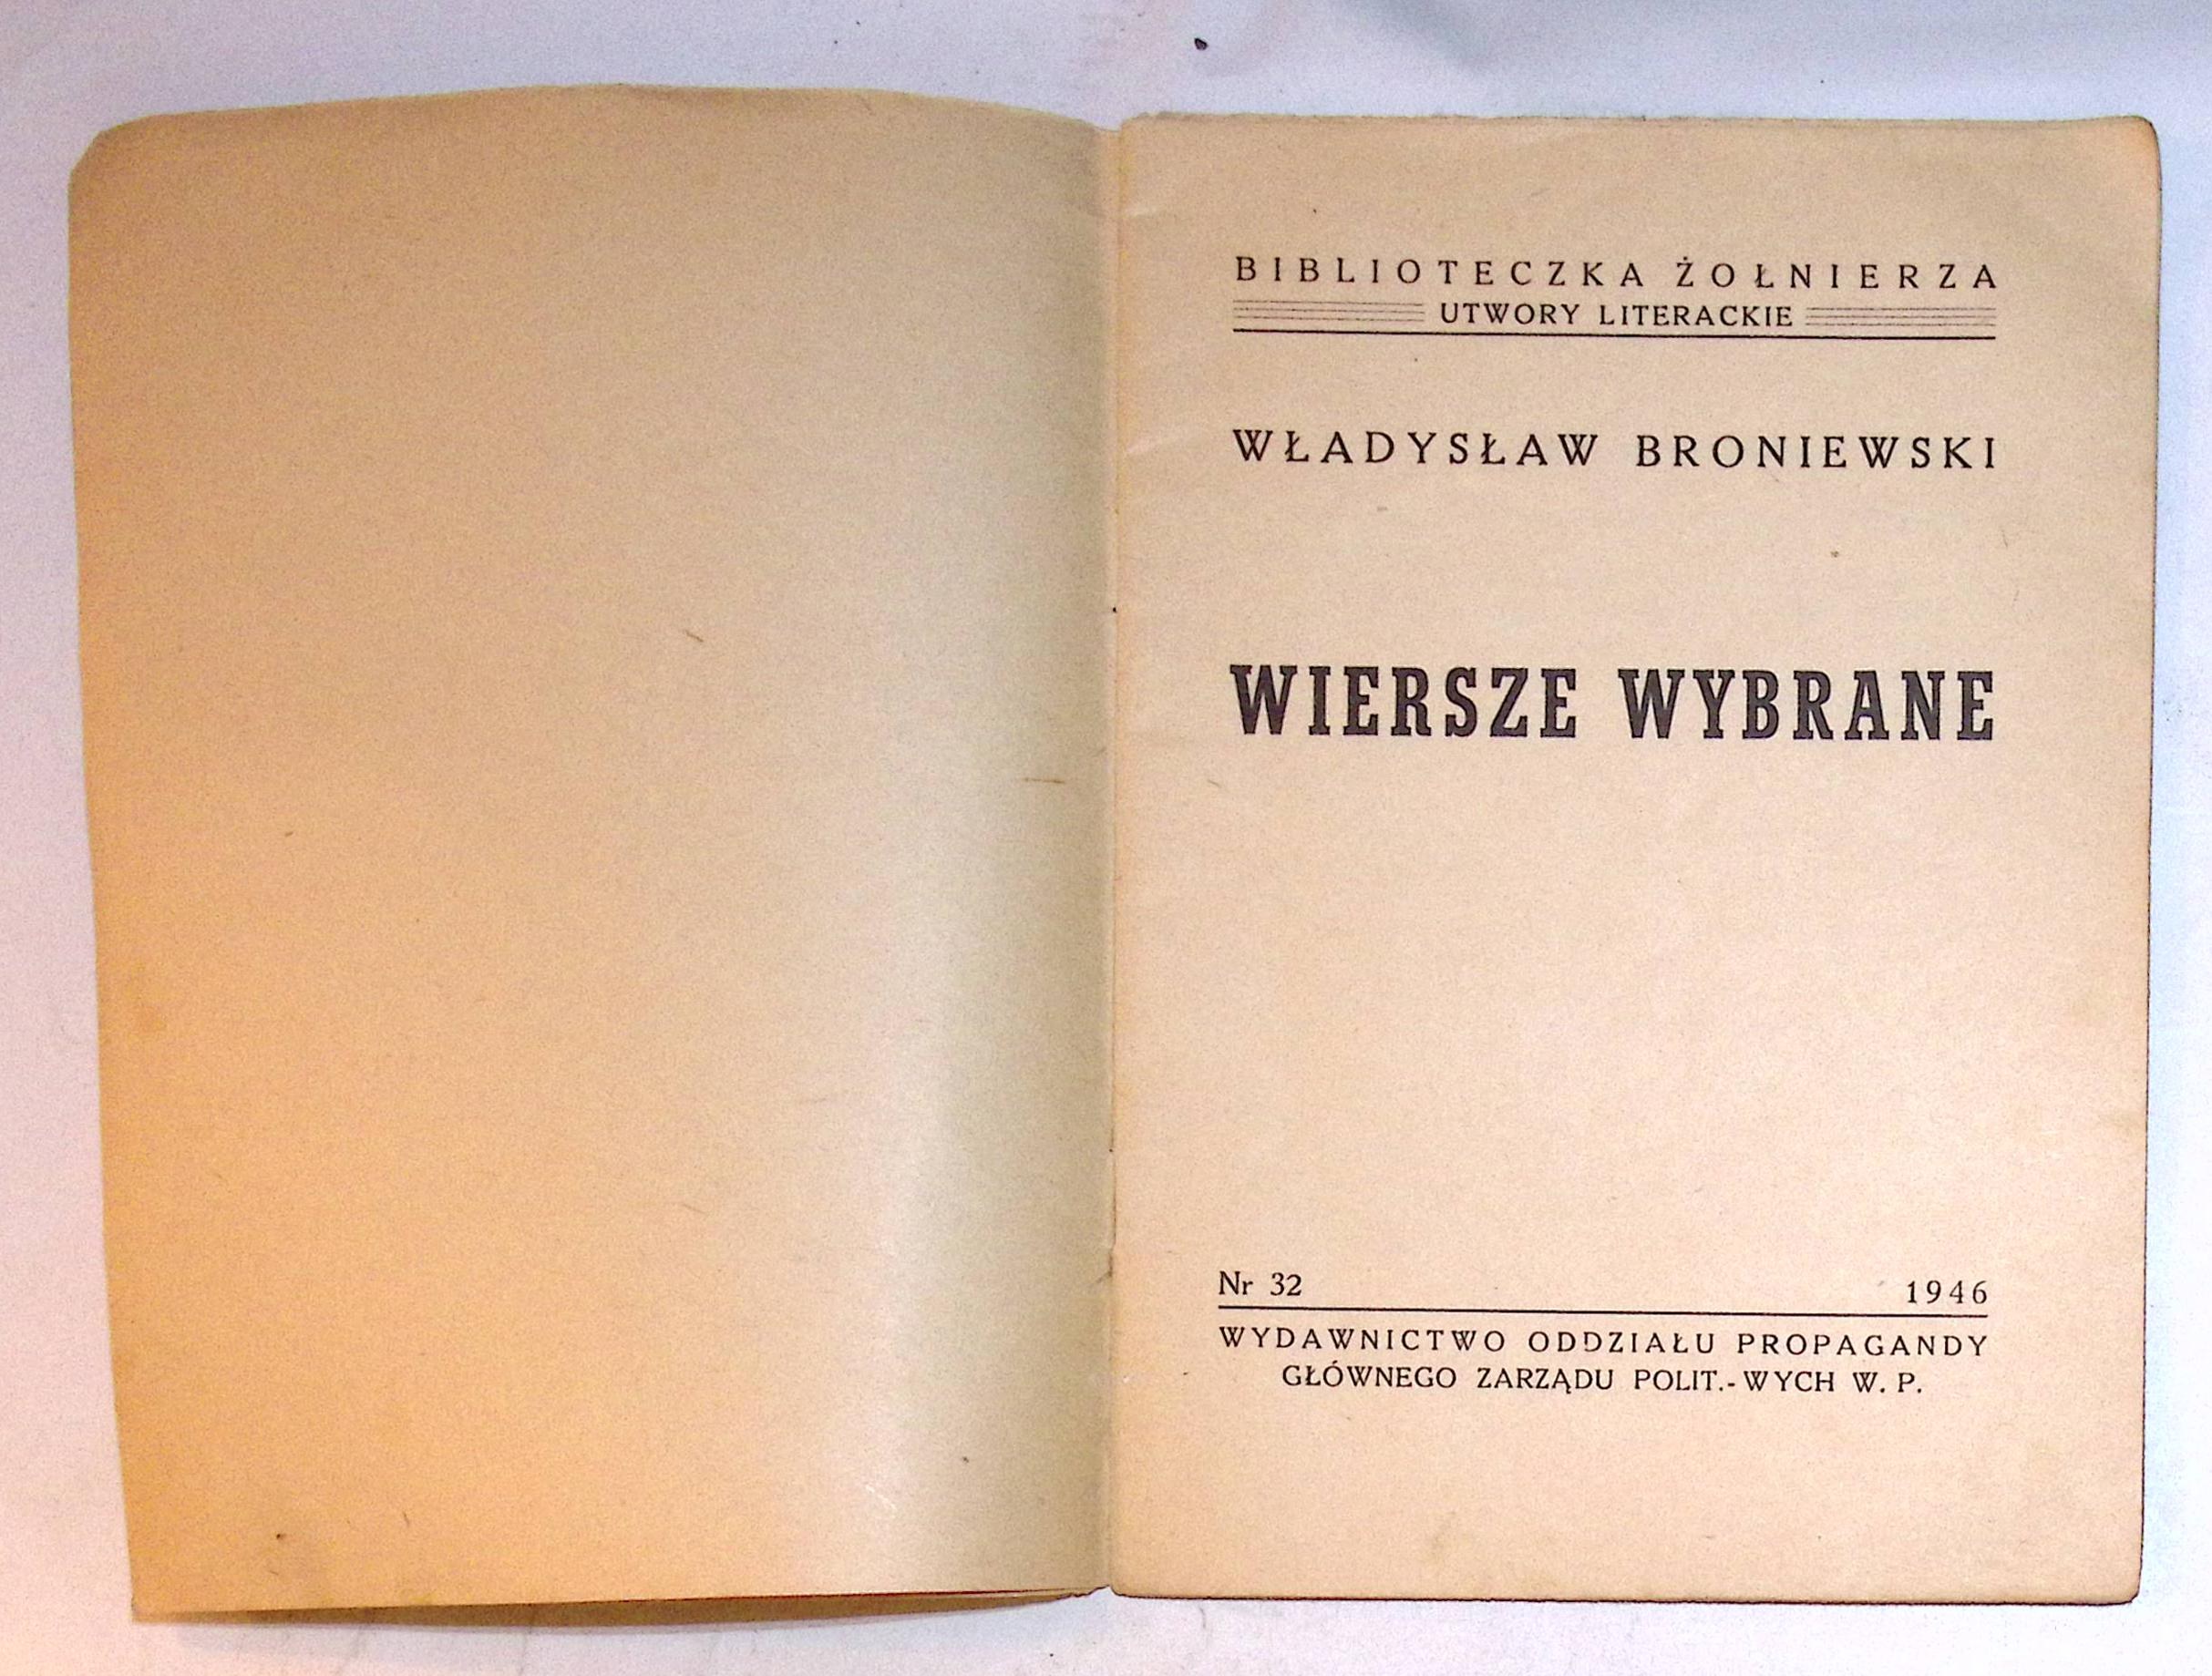 BIBLIOTECZKA ŻOŁNIERZA
UTWORY LITERACKIE
WŁADYSŁAW BRONIEWSKI
WIERSZE WYBRANE
Nr 32 1946
WYDAWNICTWO ODDZIAŁU PROPAGANDY
GŁÓWNEGO ZARZĄDU POLIT.-WYCH W. P.